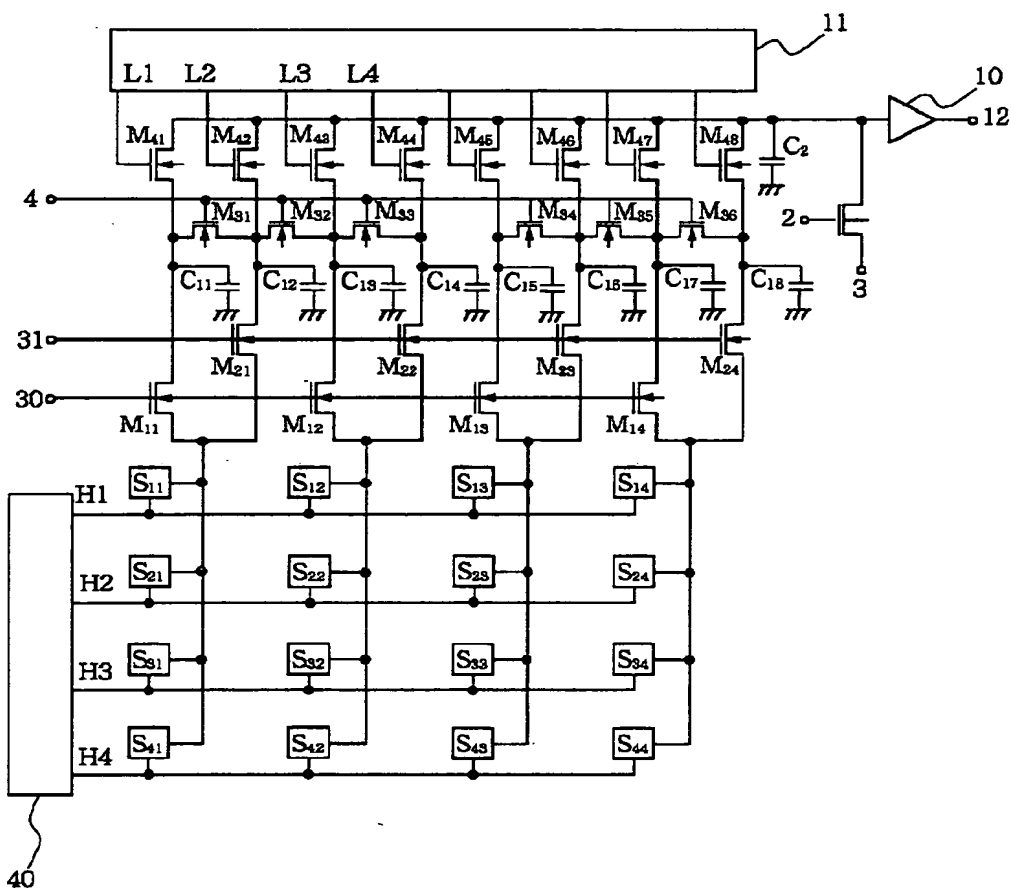 11
L1 L2 L3 L4
10
12
M41 M42 M43 M44 M45 M46 M47 M48
C2
4
M31 M32 M33 M34 M35 M36
2
3
C11 C12 C13 C14 C15 C16 C17 C18
31
M21 M22 M23 M24
30
M11 M12 M13 M14
S11 S12 S13 S14
H1
S21 S22 S23 S24
H2
S31 S32 S33 S34
H3
S41 S42 S43 S44
H4
40